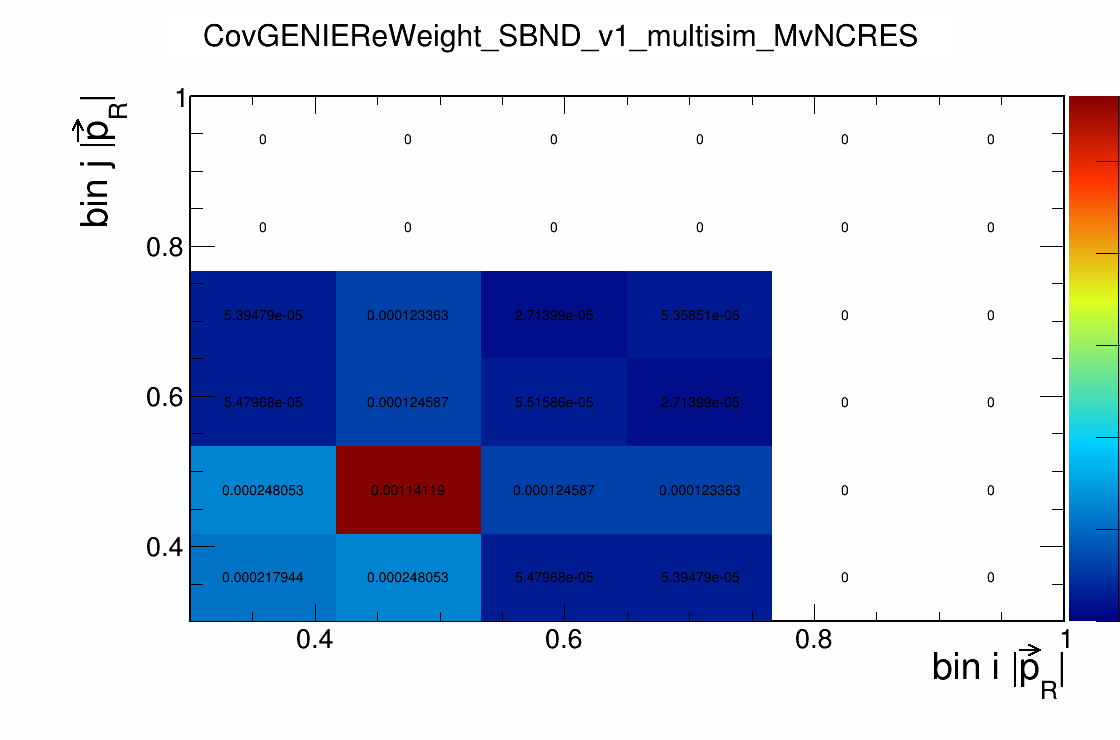 CovGENIEReWeight_SBND_v1_multisim_MvNCRES
bin j |p⃗_R|
1
0 0 0 0 0 0
0.8
0 0 0 0 0 0
5.39479e-05 0.000123363 2.71399e-05 5.35851e-05 0 0
0.6
5.47968e-05 0.000124587 5.51586e-05 2.71399e-05 0 0
0.000248053 0.00114119 0.000124587 0.000123363 0 0
0.4
0.000217944 0.000248053 5.47968e-05 5.39479e-05 0 0
0.4 0.6 0.8 1
bin i |p⃗_R|